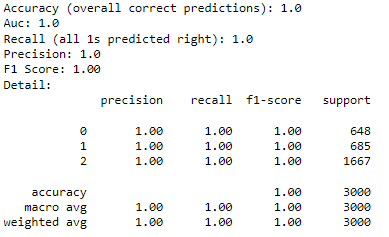 Accuracy (overall correct predictions): 1.0
Auc: 1.0
Recall (all 1s predicted right): 1.0
Precision: 1.0
F1 Score: 1.00
Detail:
precision recall f1-score support
0 1.00 1.00 1.00 648
1 1.00 1.00 1.00 685
2 1.00 1.00 1.00 1667
accuracy 1.00 3000
macro avg 1.00 1.00 1.00 3000
weighted avg 1.00 1.00 1.00 3000